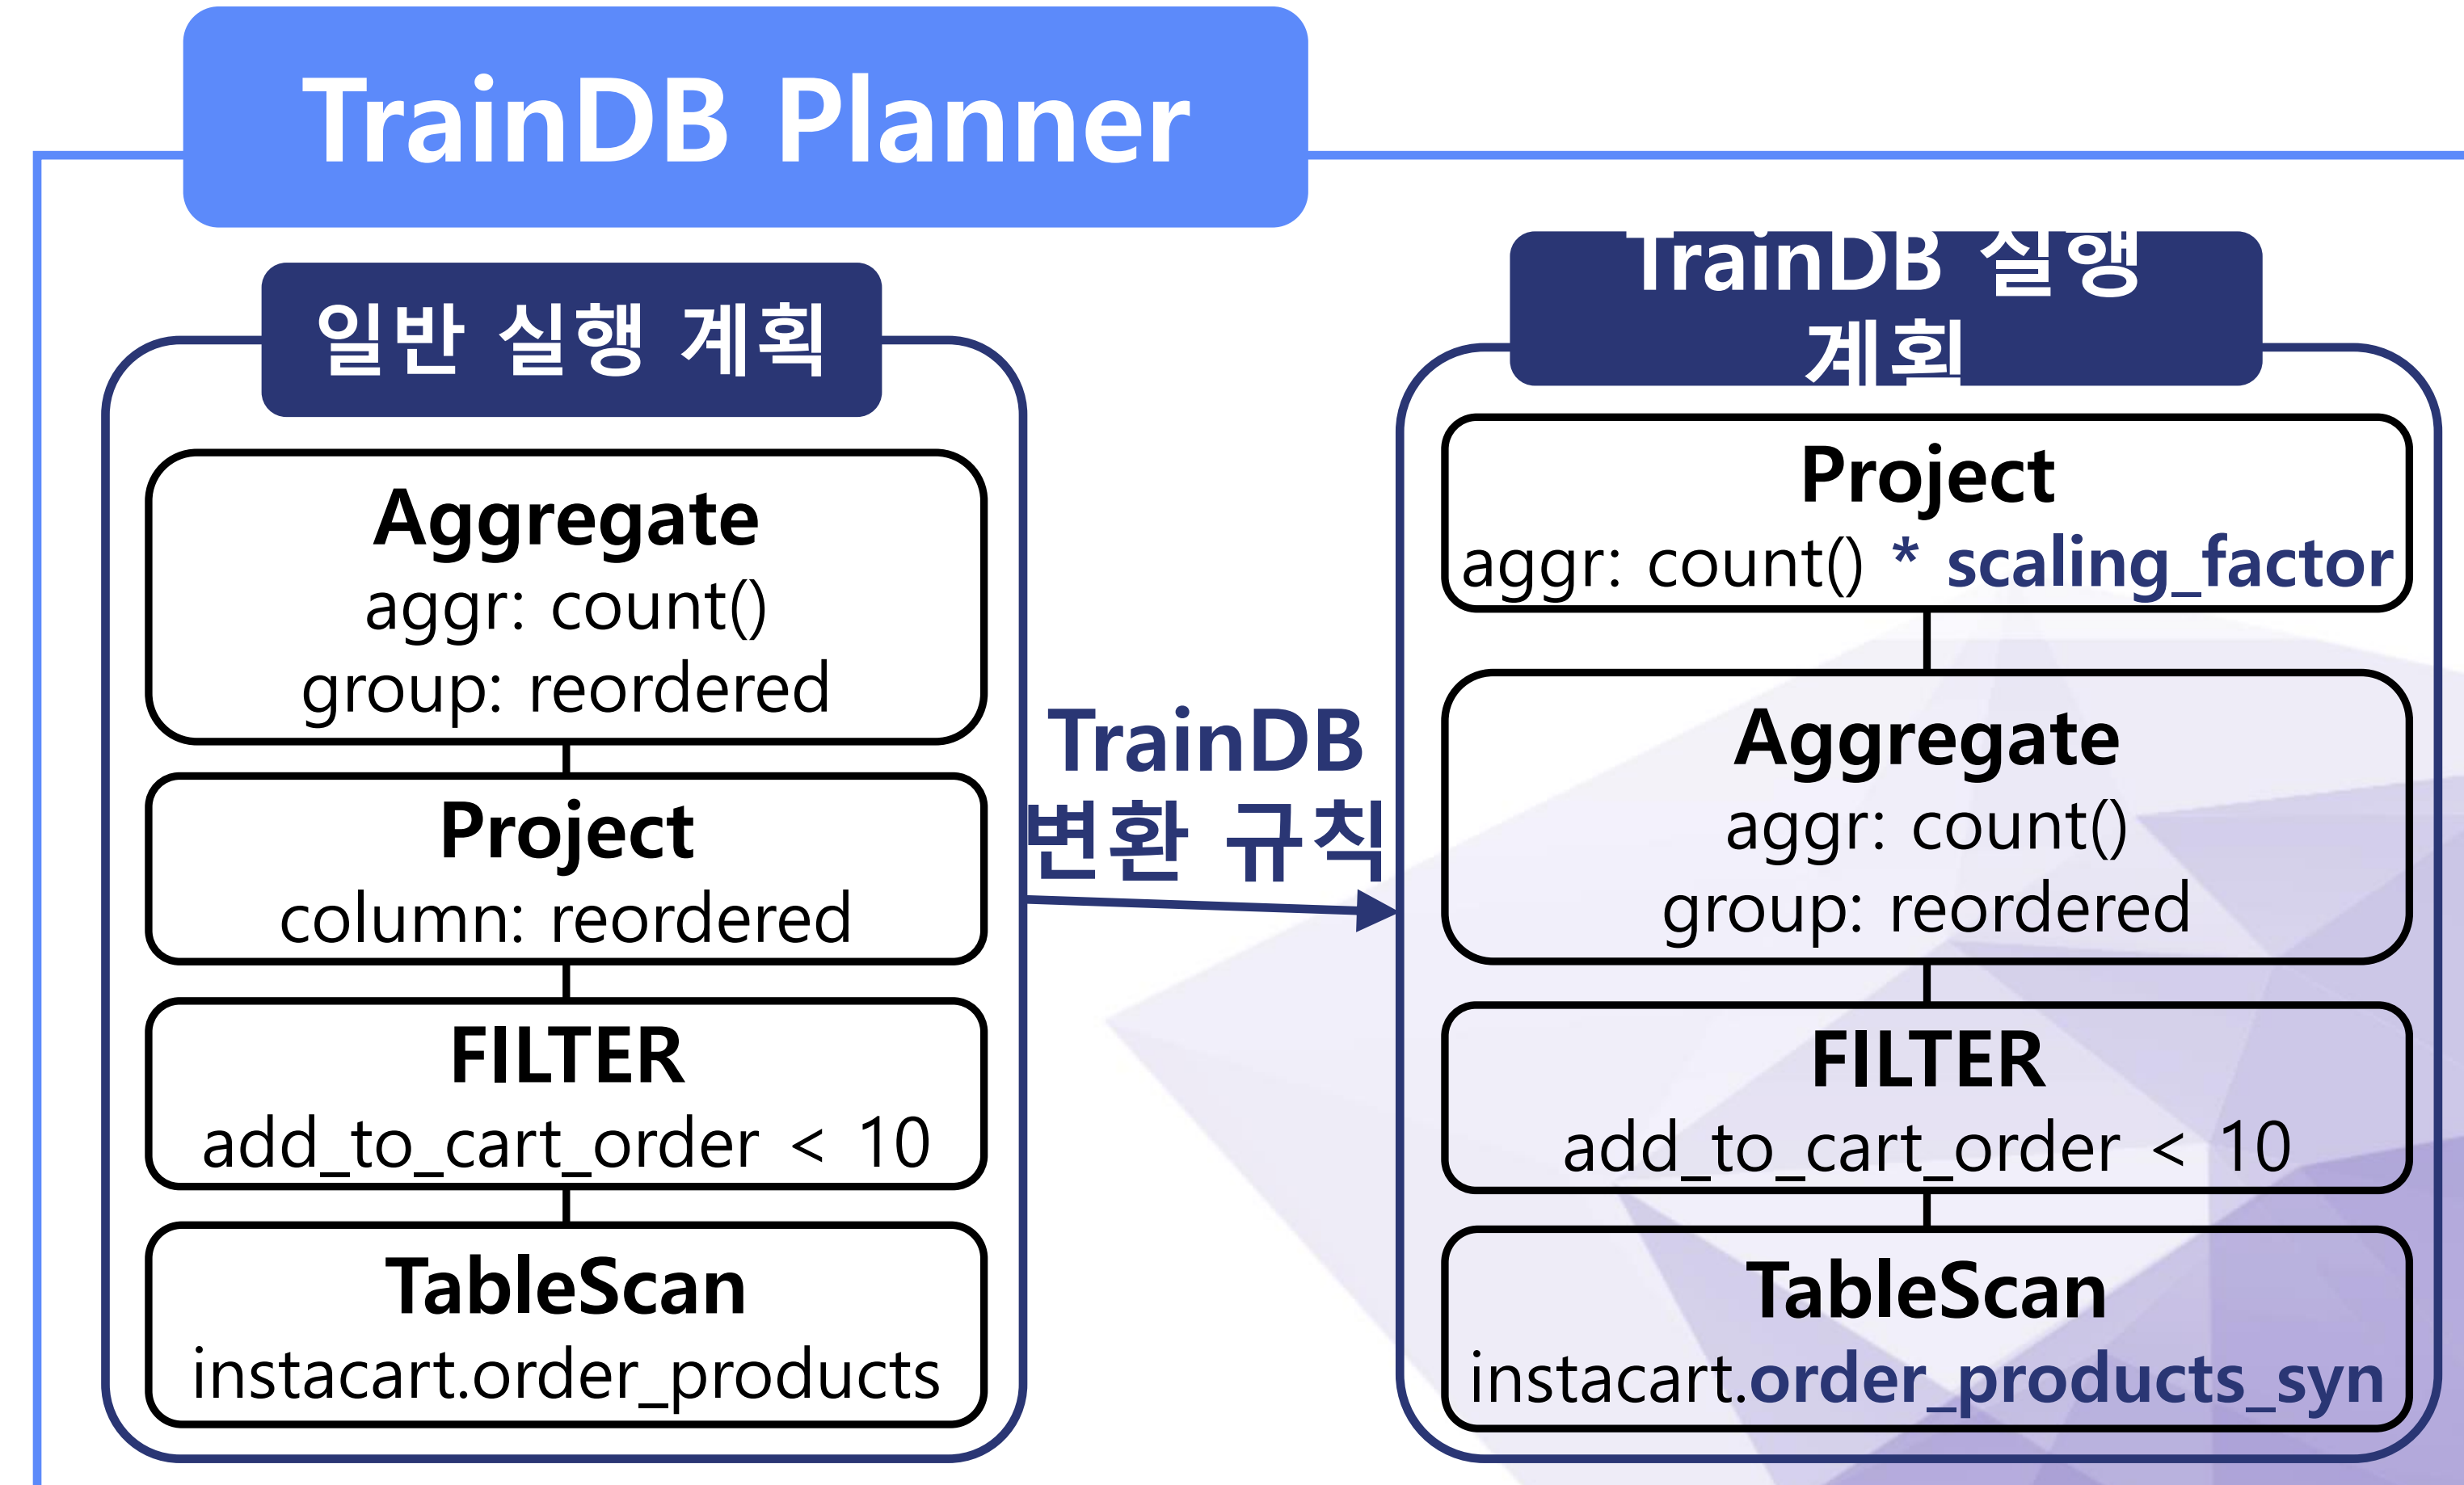 TrainDB Planner
일반 실행 계획
Aggregate
aggr: count()
group: reordered
Project
column: reordered
FILTER
add_to_cart_order < 10
TableScan
instacart.order_products
TrainDB
변환 규칙
TrainDB 실행
계획
Project
aggr: count() * scaling_factor
Aggregate
aggr: count()
group: reordered
FILTER
add_to_cart_order < 10
TableScan
instacart.order_products_syn